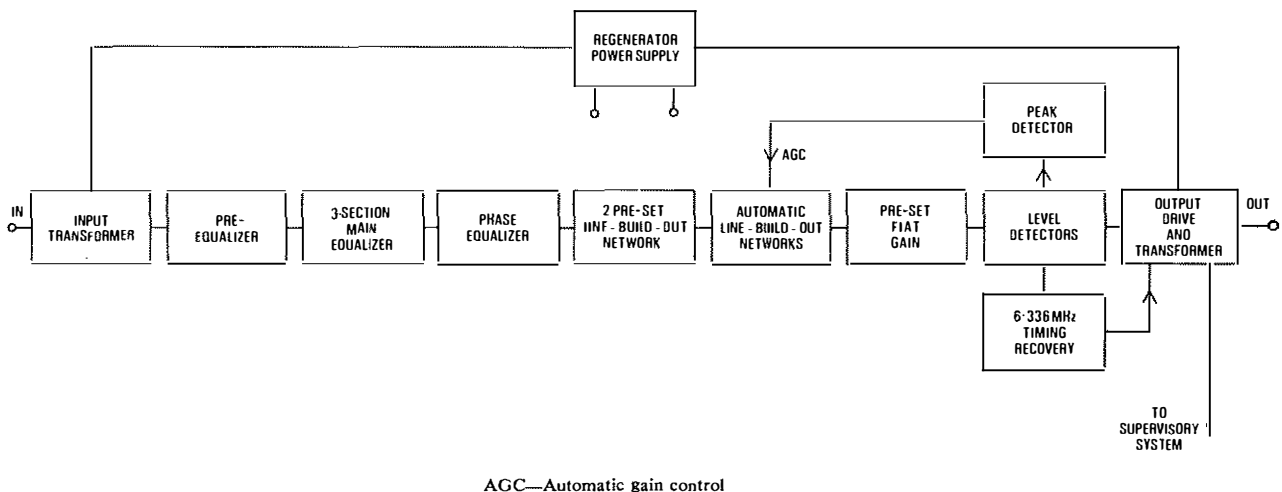 REGENERATOR
POWER SUPPLY
PEAK
DETECTOR
AGC
IN
INPUT
TRANSFORMER
PRE-
EQUALIZER
3-SECTION
MAIN
EQUALIZER
PHASE
EQUALIZER
2 PRE-SET
LINE-BUILD-OUT
NETWORK
AUTOMATIC
LINE-BUILD-OUT
NETWORKS
PRE-SET
FLAT
GAIN
LEVEL
DETECTORS
OUTPUT
DRIVE
AND
TRANSFORMER
OUT
6·336 MHz
TIMING
RECOVERY
TO
SUPERVISORY
SYSTEM
AGC—Automatic gain control